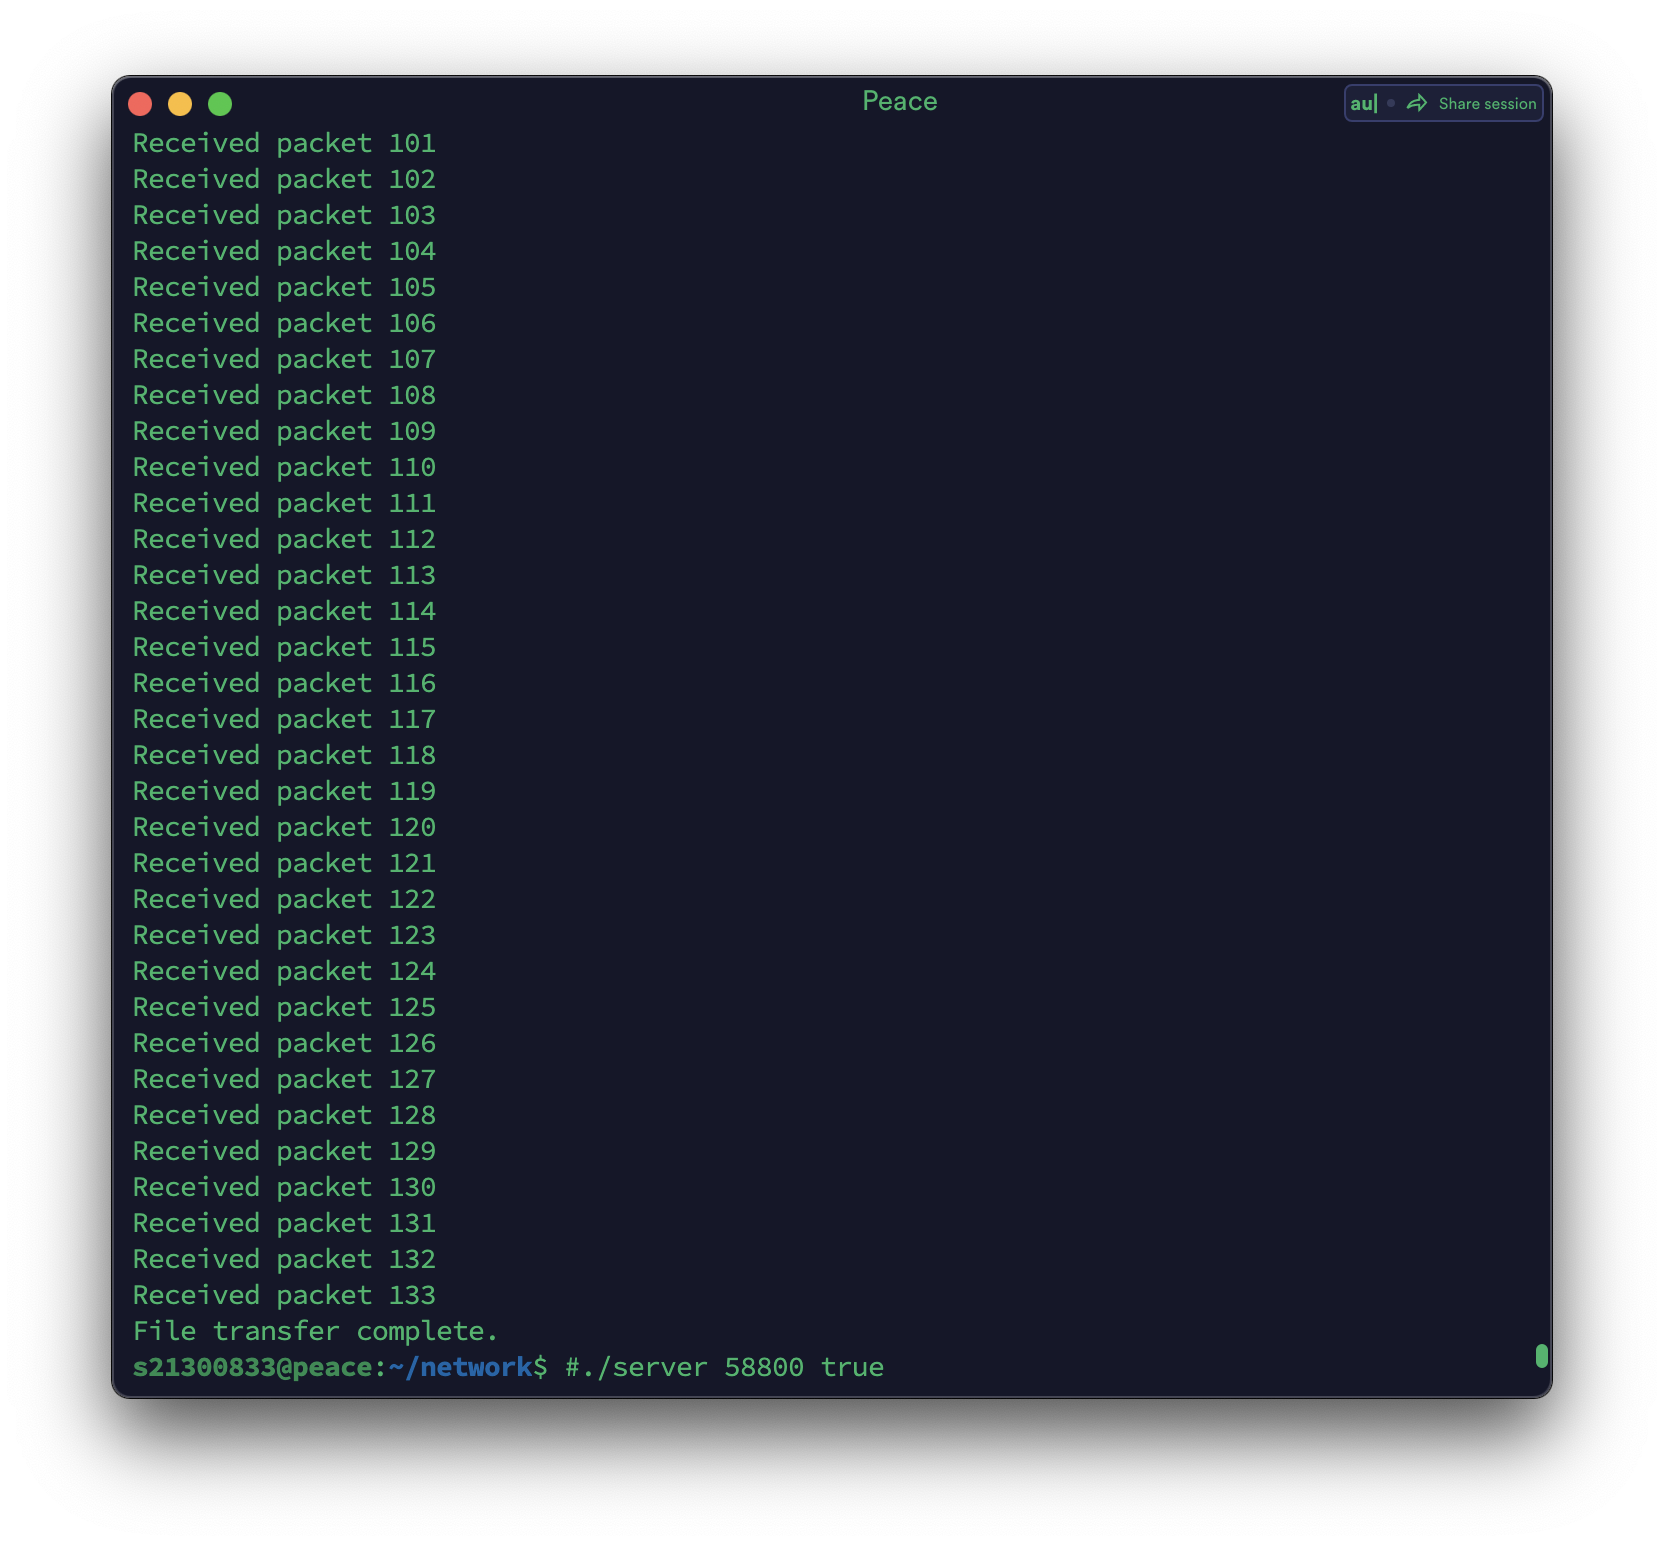 Peace
au| • Share session
Received packet 101
Received packet 102
Received packet 103
Received packet 104
Received packet 105
Received packet 106
Received packet 107
Received packet 108
Received packet 109
Received packet 110
Received packet 111
Received packet 112
Received packet 113
Received packet 114
Received packet 115
Received packet 116
Received packet 117
Received packet 118
Received packet 119
Received packet 120
Received packet 121
Received packet 122
Received packet 123
Received packet 124
Received packet 125
Received packet 126
Received packet 127
Received packet 128
Received packet 129
Received packet 130
Received packet 131
Received packet 132
Received packet 133
File transfer complete.
s21300833@peace:~/network$ #./server 58800 true